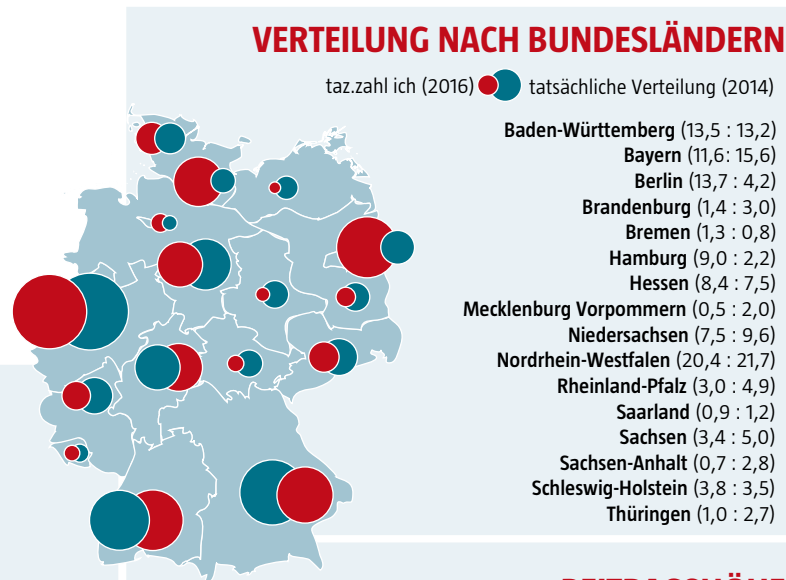 VERTEILUNG NACH BUNDESLÄNDERN
taz.zahl ich (2016) tatsächliche Verteilung (2014)
Baden-Württemberg (13,5 : 13,2)
Bayern (11,6: 15,6)
Berlin (13,7 : 4,2)
Brandenburg (1,4 : 3,0)
Bremen (1,3 : 0,8)
Hamburg (9,0 : 2,2)
Hessen (8,4 : 7,5)
Mecklenburg Vorpommern (0,5 : 2,0)
Niedersachsen (7,5 : 9,6)
Nordrhein-Westfalen (20,4 : 21,7)
Rheinland-Pfalz (3,0 : 4,9)
Saarland (0,9 : 1,2)
Sachsen (3,4 : 5,0)
Sachsen-Anhalt (0,7 : 2,8)
Schleswig-Holstein (3,8 : 3,5)
Thüringen (1,0 : 2,7)